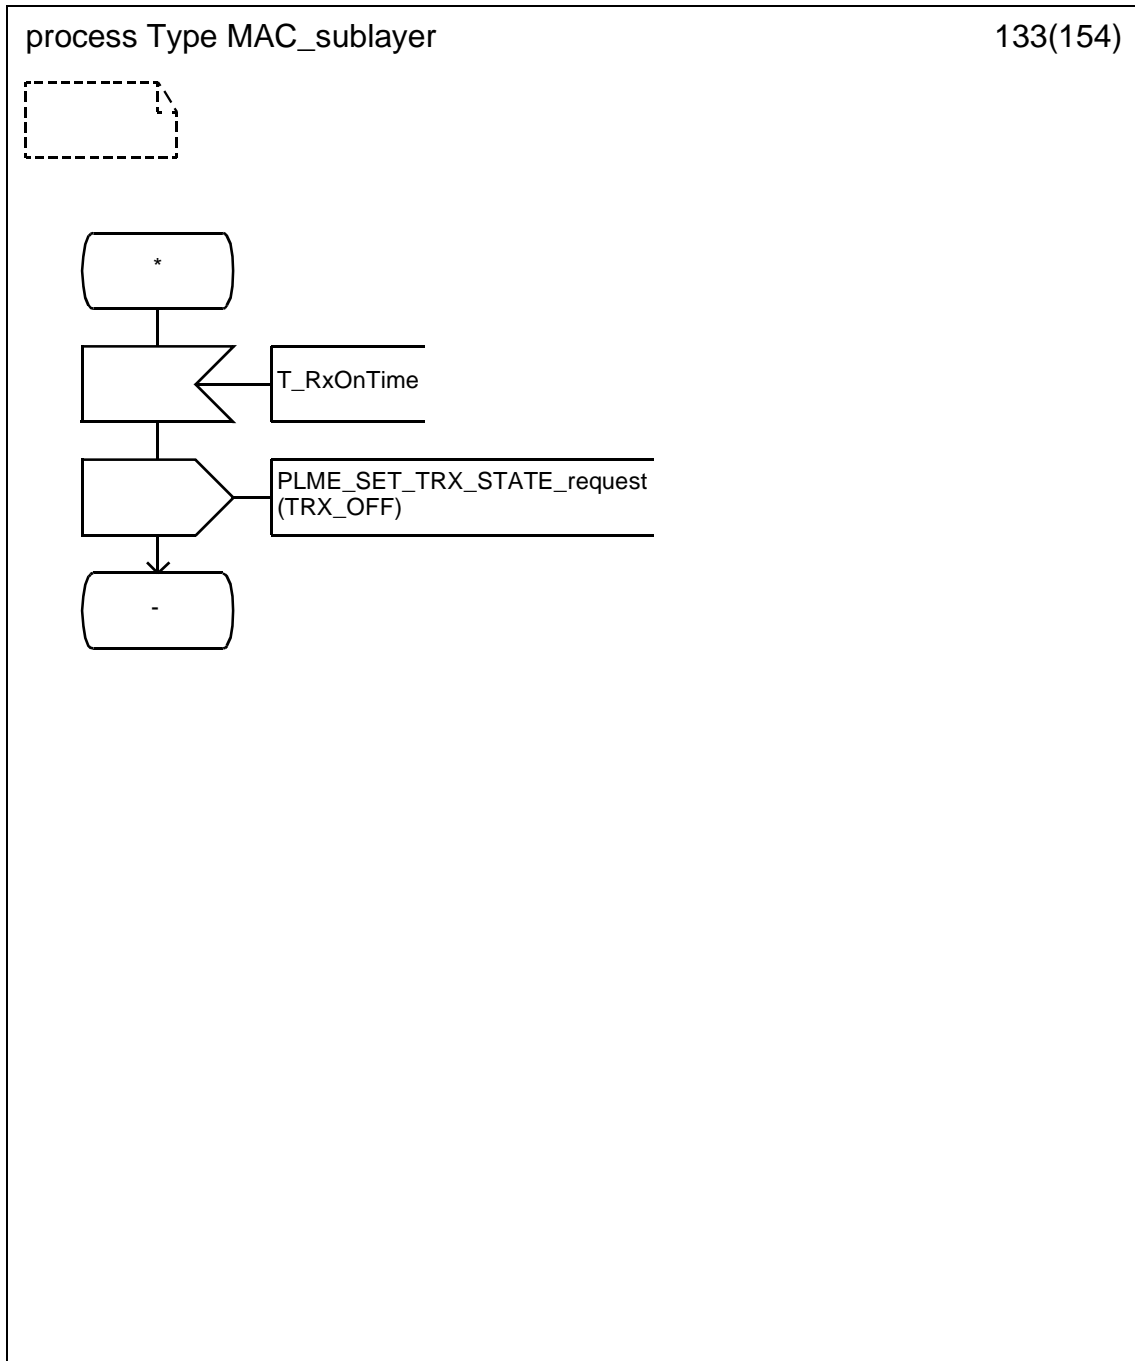 process Type MAC_sublayer 133(154)
*
T_RxOnTime
PLME_SET_TRX_STATE_request
(TRX_OFF)
-